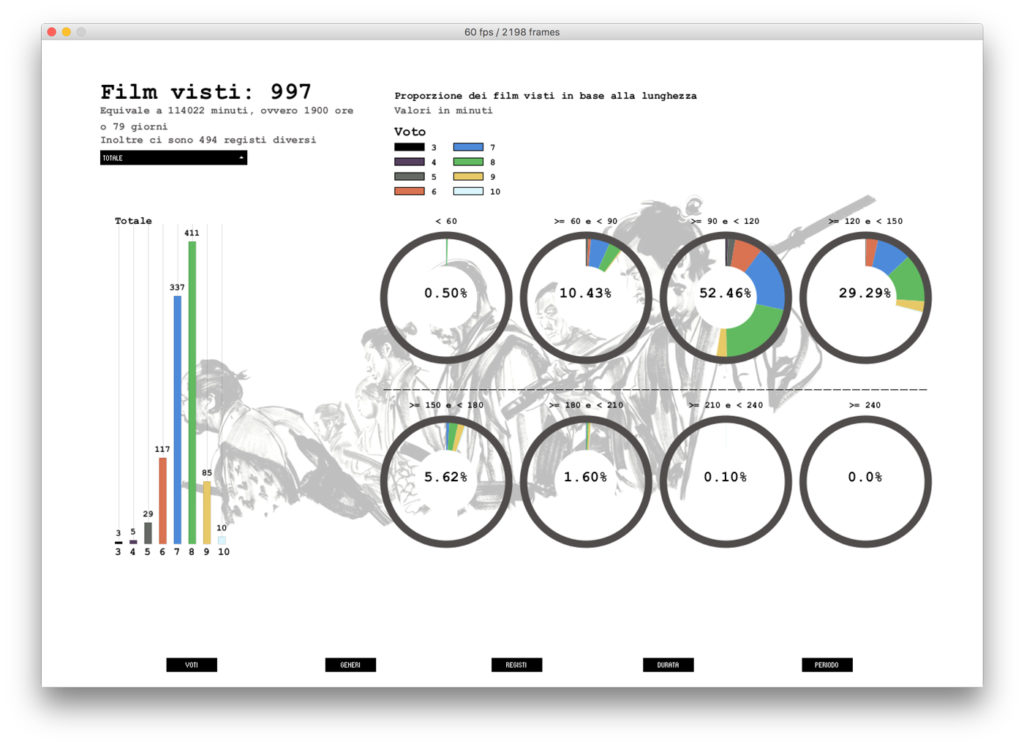 60 fps / 2198 frames
Film visti: 997
Equivale a 114022 minuti, ovvero 1900 ore
o 79 giorni
Inoltre ci sono 494 registi diversi
TOTALE
Proporzione dei film visti in base alla lunghezza
Valori in minuti
Voto
3 7
4 8
5 9
6 10
Totale
411
337
117
85
29
10
3 5
3 4 5 6 7 8 9 10
< 60 >= 60 e < 90 >= 90 e < 120 >= 120 e < 150
0.50% 10.43% 52.46% 29.29%
>= 150 e < 180 >= 180 e < 210 >= 210 e < 240 >= 240
5.62% 1.60% 0.10% 0.0%
VOTI GENERI REGISTI DURATA PERIODO